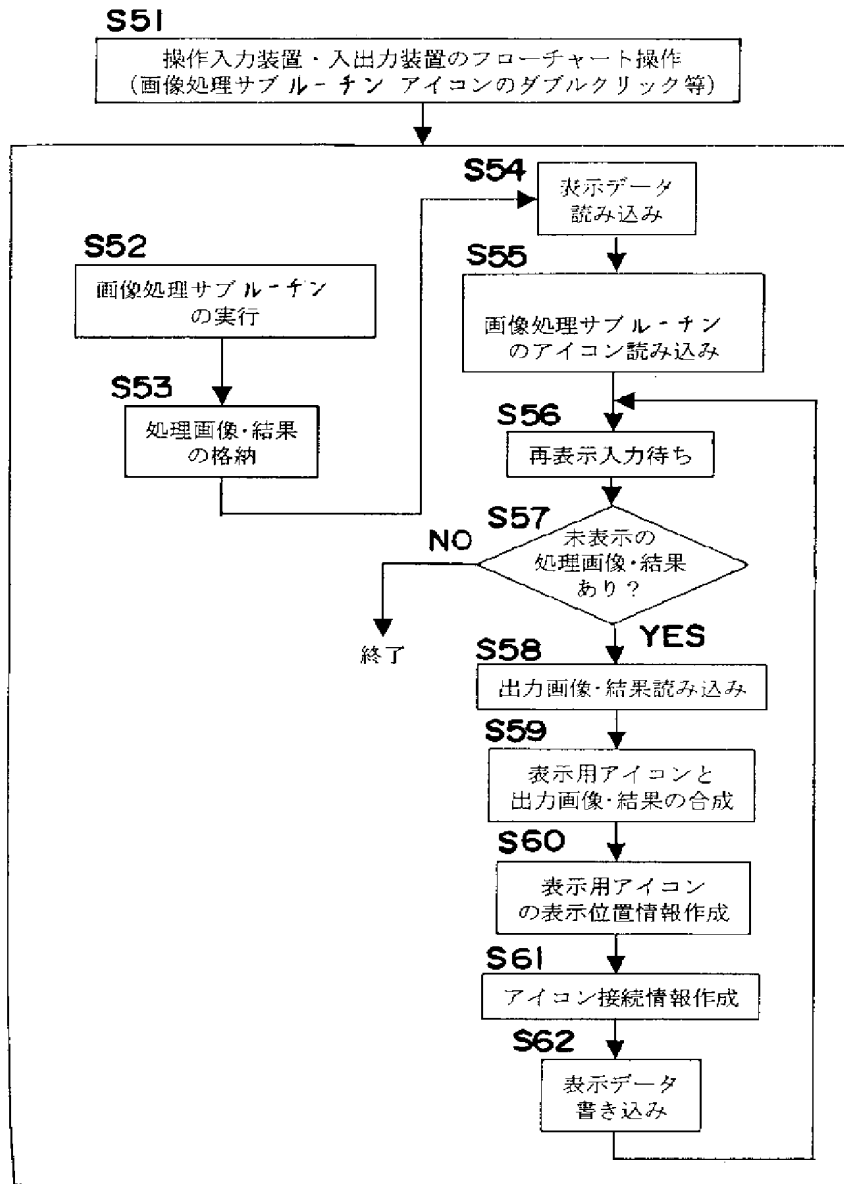 S51
操作入力装置・入出力装置のフローチャート操作
(画像処理サブルーチン アイコンのダブルクリック等)
S52
画像処理サブルーチン
の実行
S53
処理画像・結果
の格納
S54
表示データ
読み込み
S55
画像処理サブルーチン
のアイコン読み込み
S56
再表示入力待ち
S57
未表示の
処理画像・結果
あり?
NO
終了
YES
S58
出力画像・結果読み込み
S59
表示用アイコンと
出力画像・結果の合成
S60
表示用アイコン
の表示位置情報作成
S61
アイコン接続情報作成
S62
表示データ
書き込み